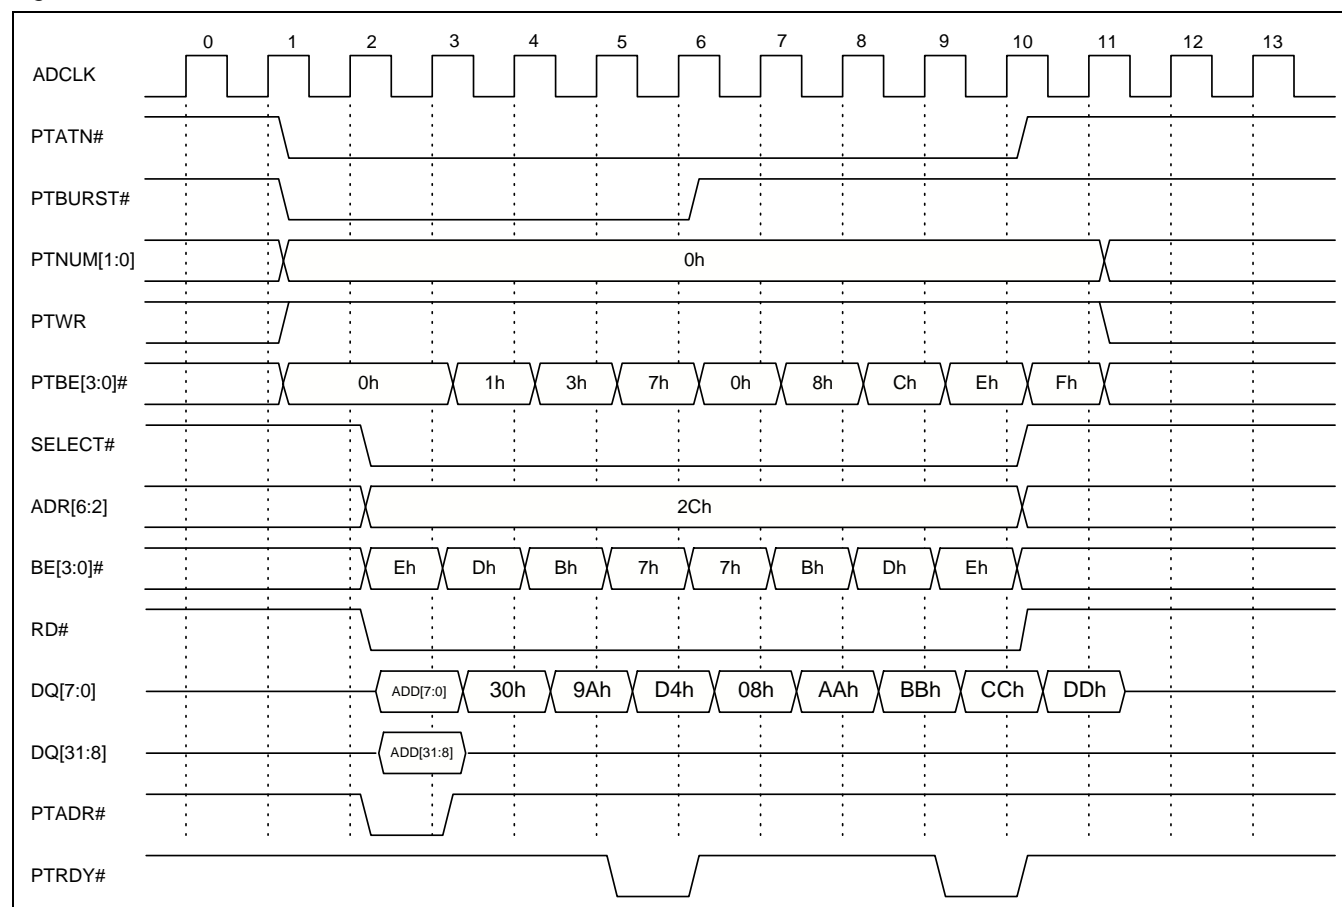 0 1 2 3 4 5 6 7 8 9 10 11 12 13
ADCLK
PTATN#
PTBURST#
PTNUM[1:0] 0h
PTWR
PTBE[3:0]# 0h 1h 3h 7h 0h 8h Ch Eh Fh
SELECT#
ADR[6:2] 2Ch
BE[3:0]# Eh Dh Bh 7h 7h Bh Dh Eh
RD#
DQ[7:0] ADD[7:0] 30h 9Ah D4h 08h AAh BBh CCh DDh
DQ[31:8] ADD[31:8]
PTADR#
PTRDY#